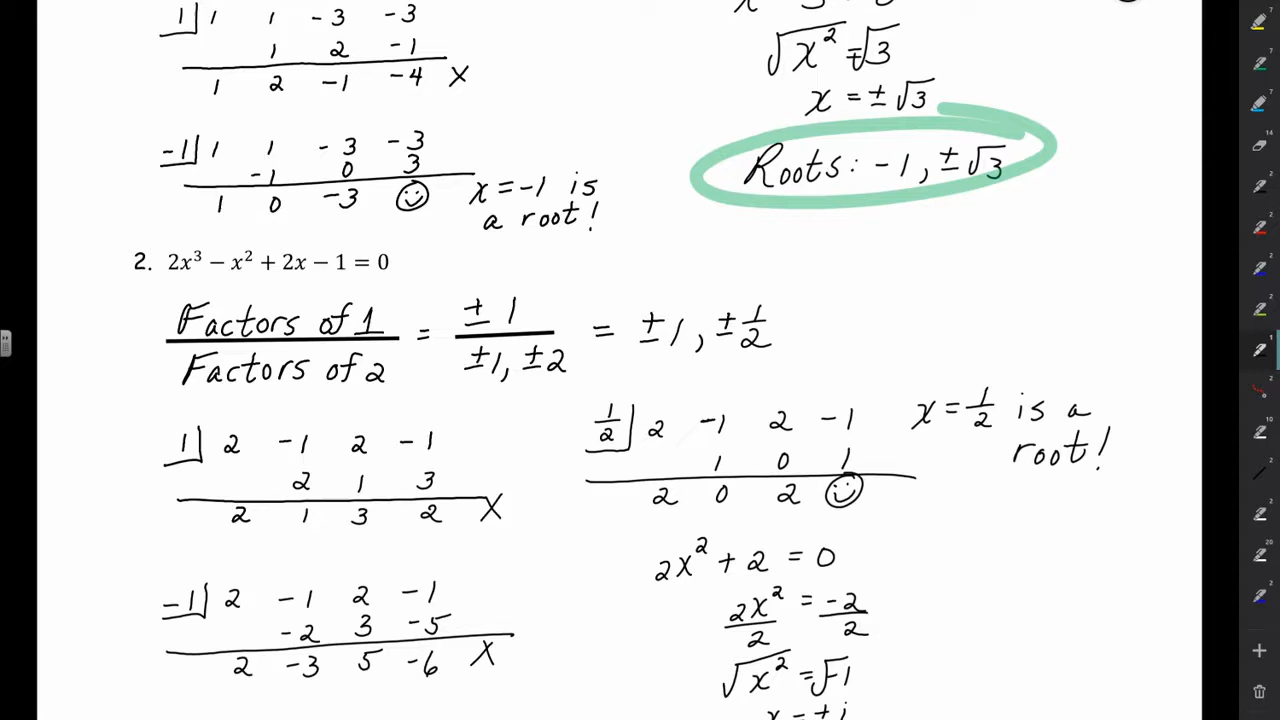 1| 1 1 -3 -3
1 2 -1
1 2 -1 -4 X
-1| 1 1 -3 -3
-1 0 3
1 0 -3 ☺
x = -1 is
a root!
√x² = ±√3
x = ±√3
Roots: -1, ±√3
2. 2x³ − x² + 2x − 1 = 0
Factors of 1 / Factors of 2 = ±1 / ±1, ±2 = ±1, ±1/2
1| 2 -1 2 -1
2 1 3
2 1 3 2 X
-1| 2 -1 2 -1
-2 3 -5
2 -3 5 -6 X
1/2| 2 -1 2 -1
1 0 1
2 0 2 ☺
x = 1/2 is a
root!
2x² + 2 = 0
2x²/2 = -2/2
√x² = √-1
x = ±i